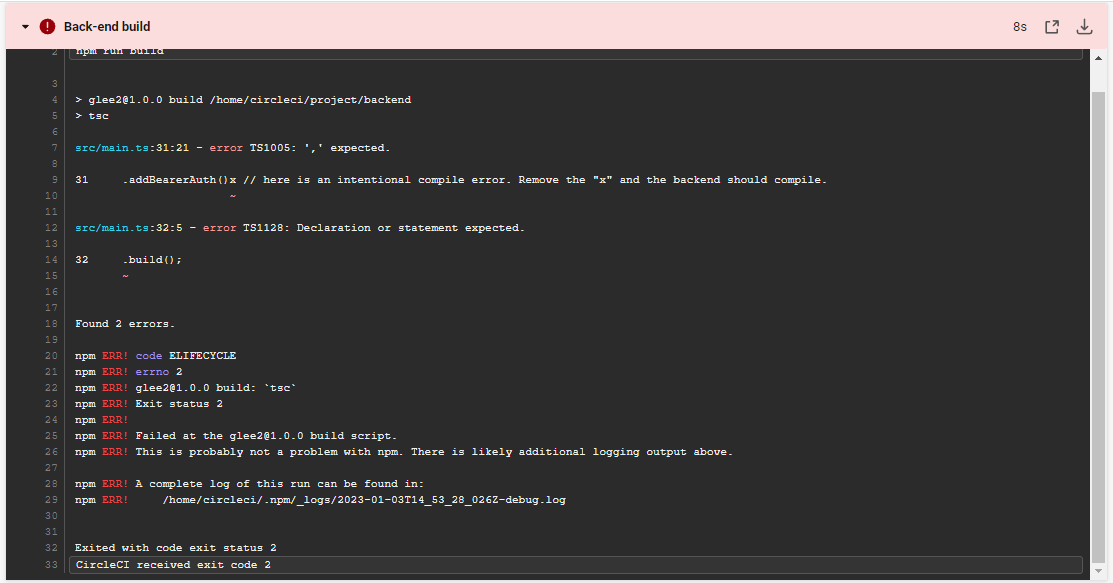 Back-end build 8s
2 npm run build
3
4 > glee2@1.0.0 build /home/circleci/project/backend
5 > tsc
6
7 src/main.ts:31:21 - error TS1005: ',' expected.
8
9 31 .addBearerAuth()x // here is an intentional compile error. Remove the "x" and the backend should compile.
10 ~
11
12 src/main.ts:32:5 - error TS1128: Declaration or statement expected.
13
14 32 .build();
15 ~
16
17
18 Found 2 errors.
19
20 npm ERR! code ELIFECYCLE
21 npm ERR! errno 2
22 npm ERR! glee2@1.0.0 build: `tsc`
23 npm ERR! Exit status 2
24 npm ERR!
25 npm ERR! Failed at the glee2@1.0.0 build script.
26 npm ERR! This is probably not a problem with npm. There is likely additional logging output above.
27
28 npm ERR! A complete log of this run can be found in:
29 npm ERR! /home/circleci/.npm/_logs/2023-01-03T14_53_28_026Z-debug.log
30
31
32 Exited with code exit status 2
33 CircleCI received exit code 2